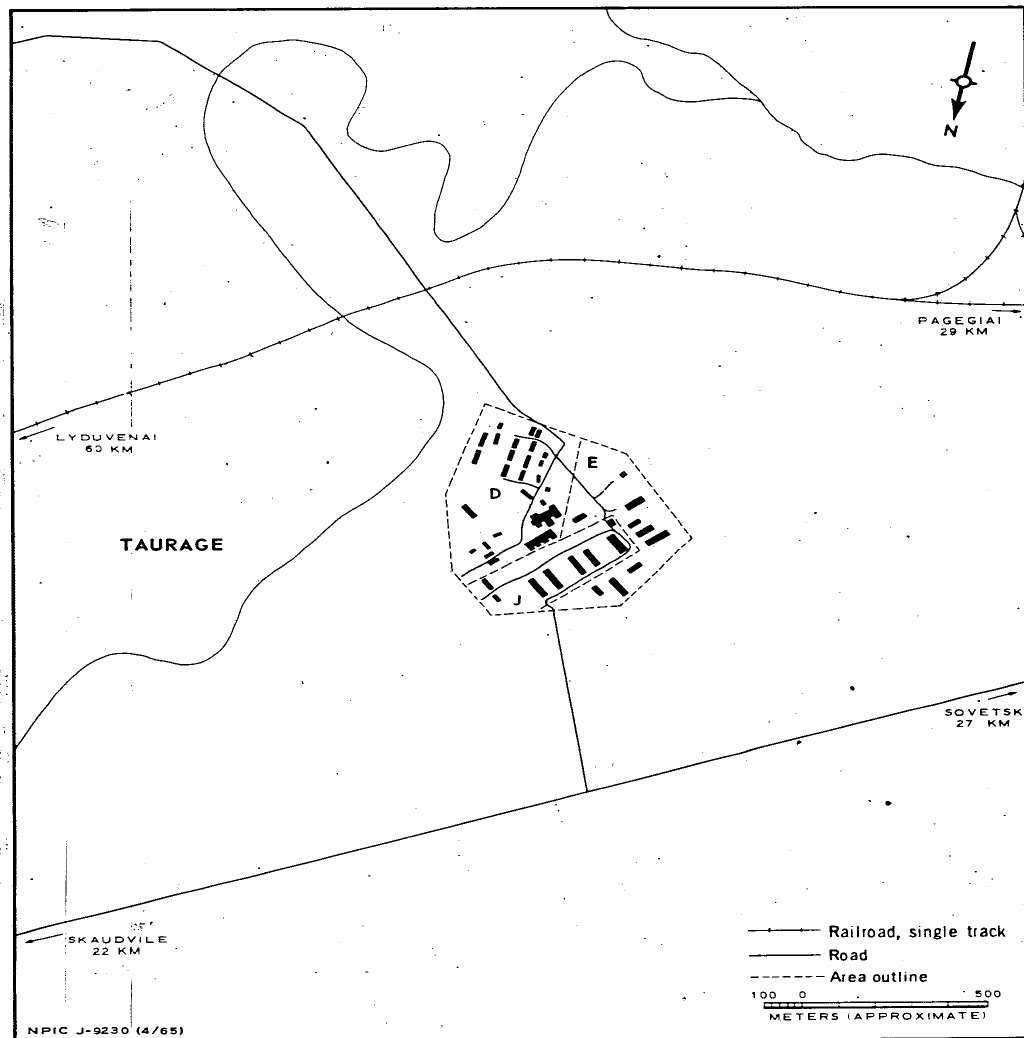 N
PAGEGIAI
29 KM
LYDUVENAI
60 KM
E
D
TAURAGE
J
SOVETSK
27 KM
SKAUDVILE
22 KM
Railroad, single track
Road
Area outline
100 0 500
METERS (APPROXIMATE)
NPIC J-9230 (4/65)